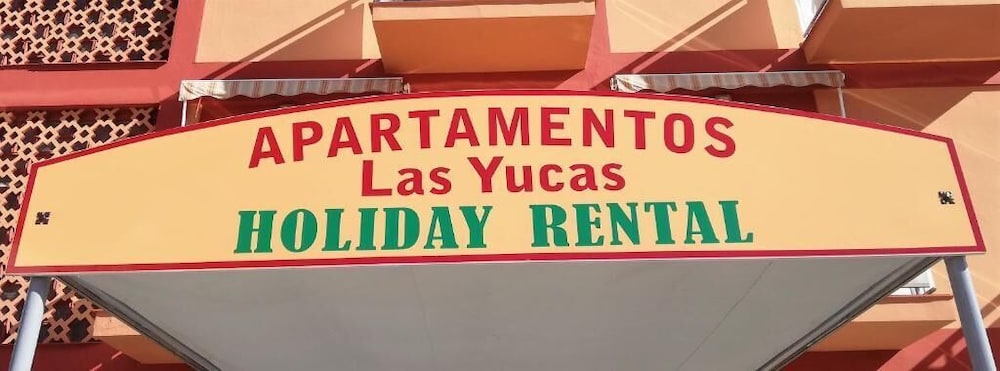 APARTAMENTOS
Las Yucas
HOLIDAY RENTAL